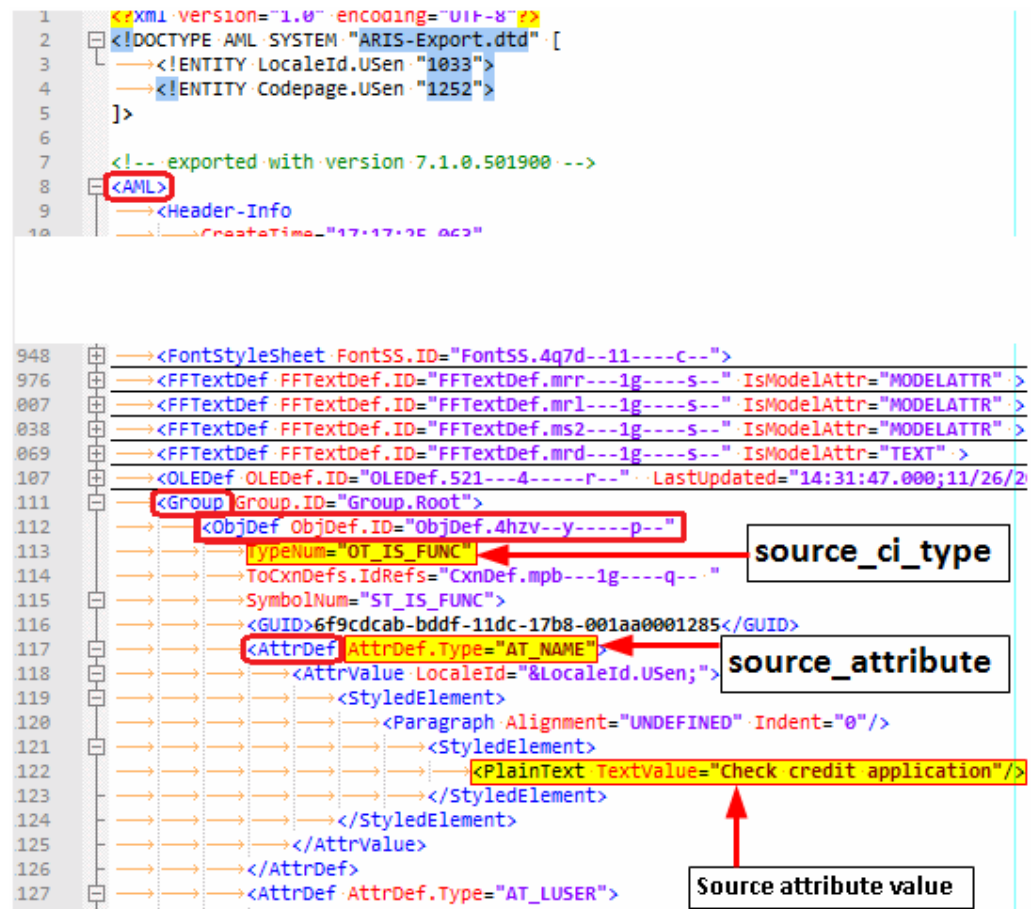 1 <?xml version="1.0" encoding="UTF-8"?>
2 <!DOCTYPE AML SYSTEM "ARIS-Export.dtd" [
3 <!ENTITY LocaleId.USen "1033">
4 <!ENTITY Codepage.USen "1252">
5 ]>
6
7 <!-- exported with version 7.1.0.501900 -->
8 <AML>
9 <Header-Info
10 CreateTime="17:17:25.063"
948 <FontStyleSheet FontSS.ID="FontSS.4q7d--11----c--">
976 <FFTextDef FFTextDef.ID="FFTextDef.mrr---1g----s--" IsModelAttr="MODELATTR" >
007 <FFTextDef FFTextDef.ID="FFTextDef.mrl---1g----s--" IsModelAttr="MODELATTR" >
038 <FFTextDef FFTextDef.ID="FFTextDef.ms2---1g----s--" IsModelAttr="MODELATTR" >
069 <FFTextDef FFTextDef.ID="FFTextDef.mrd---1g----s--" IsModelAttr="TEXT" >
107 <OLEDef OLEDef.ID="OLEDef.521---4-----r--" LastUpdated="14:31:47.000;11/26/2
111 <Group Group.ID="Group.Root">
112 <ObjDef ObjDef.ID="ObjDef.4hzv--y-----p--"
113 TypeNum="OT_IS_FUNC"
source_ci_type
114 ToCxnDefs.IdRefs="CxnDef.mpb---1g----q-- "
115 SymbolNum="ST_IS_FUNC">
116 <GUID>6f9cdcab-bddf-11dc-17b8-001aa0001285</GUID>
117 <AttrDef AttrDef.Type="AT_NAME">
source_attribute
118 <AttrValue LocaleId="&LocaleId.USen;">
119 <StyledElement>
120 <Paragraph Alignment="UNDEFINED" Indent="0"/>
121 <StyledElement>
122 <PlainText TextValue="Check credit application"/>
123 </StyledElement>
124 </StyledElement>
125 </AttrValue>
126 </AttrDef>
127 <AttrDef AttrDef.Type="AT_LUSER">
Source attribute value